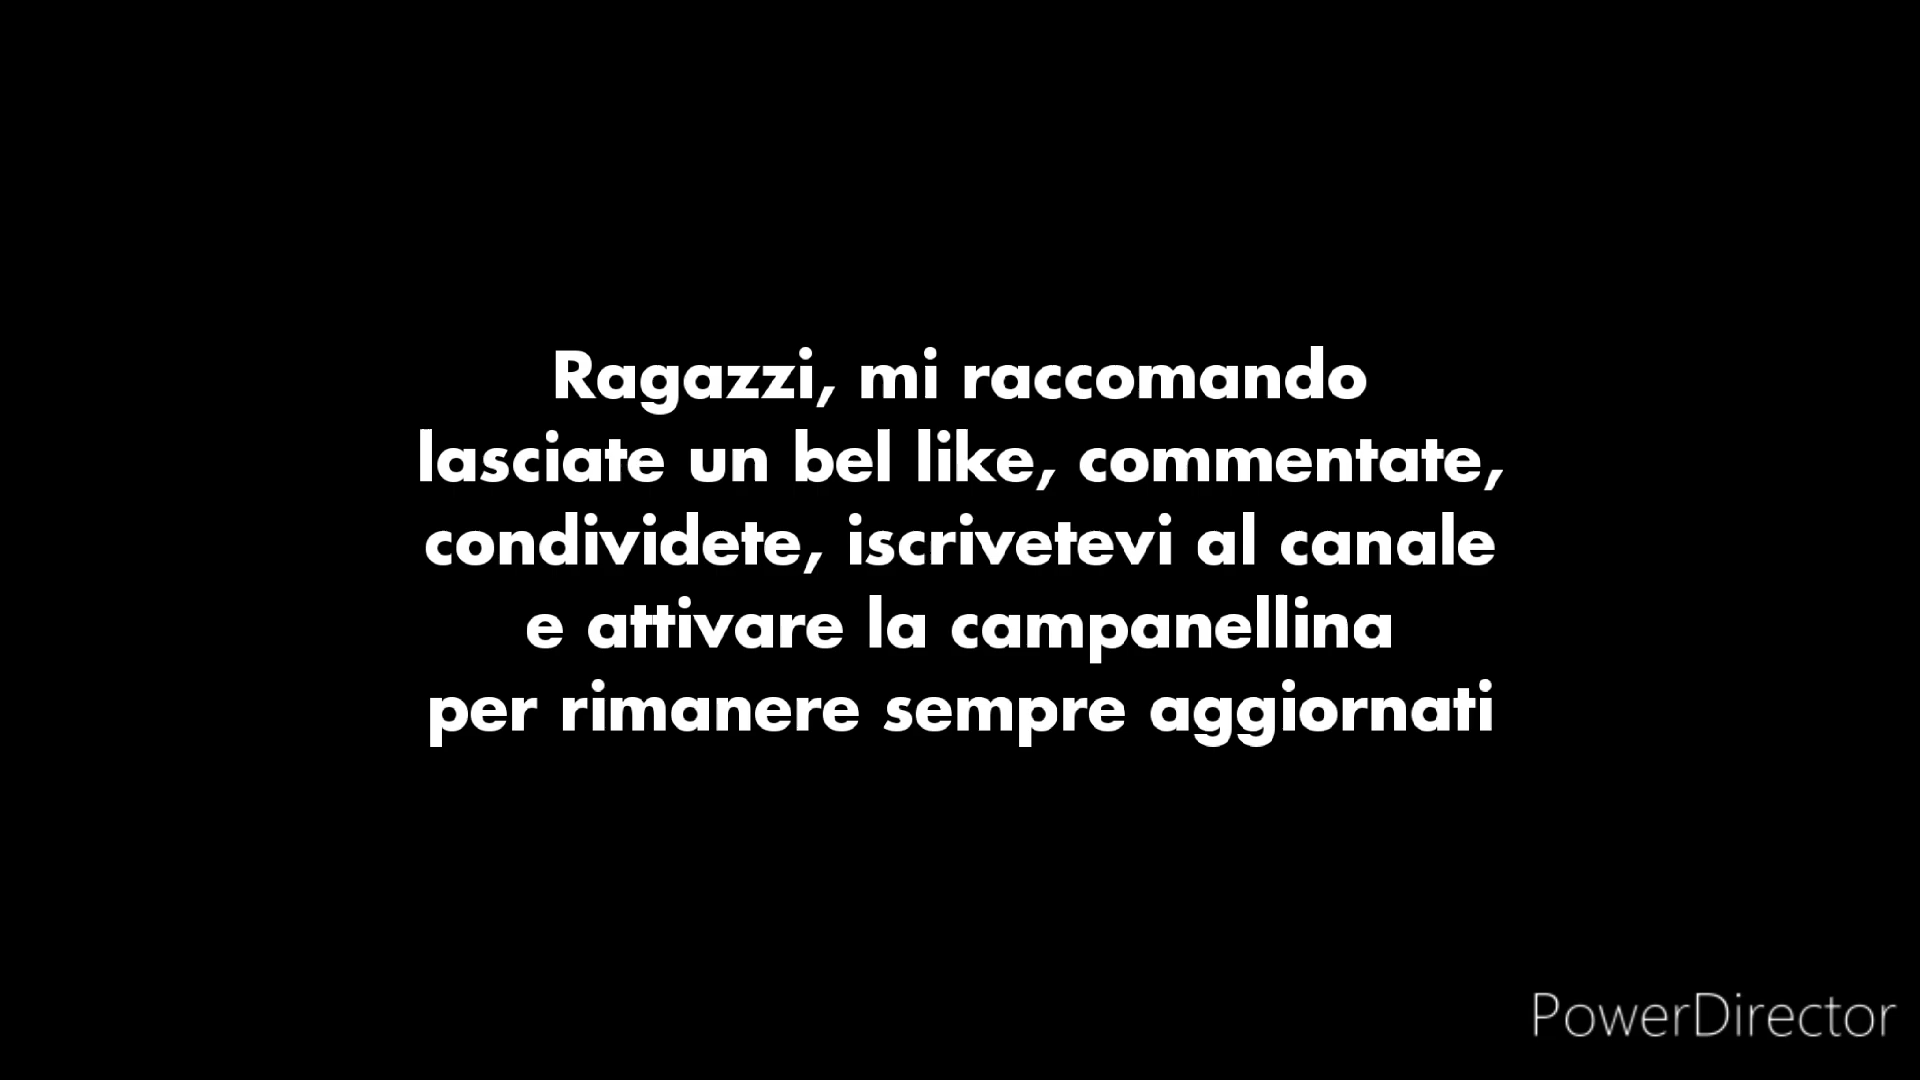 Ragazzi, mi raccomando
lasciate un bel like, commentate,
condividete, iscrivetevi al canale
e attivare la campanellina
per rimanere sempre aggiornati
PowerDirector